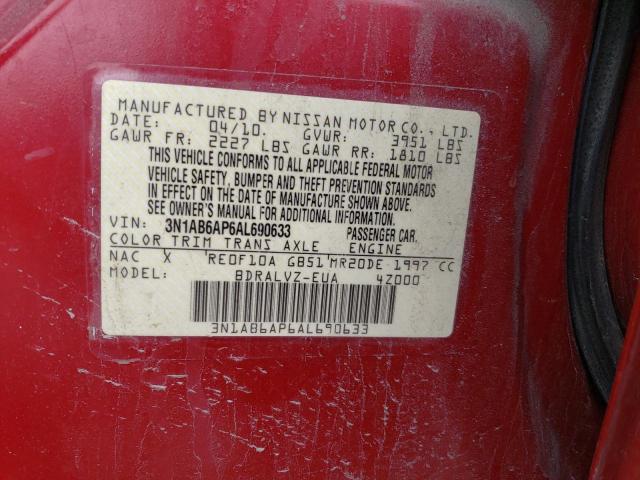 MANUFACTURED BY NISSAN MOTOR CO., LTD.
DATE: 04/10. GVWR: 3951 LBS
GAWR FR: 2227 LBS GAWR RR: 1810 LBS
THIS VEHICLE CONFORMS TO ALL APPLICABLE FEDERAL MOTOR
VEHICLE SAFETY, BUMPER AND THEFT PREVENTION STANDARDS
IN EFFECT ON THE DATE OF MANUFACTURE SHOWN ABOVE.
SEE OWNER'S MANUAL FOR ADDITIONAL INFORMATION.
VIN: 3N1AB6AP6AL690633 PASSENGER CAR.
COLOR TRIM TRANS AXLE ENGINE
NAC X RE0F10A GB51 MR20DE 1997 CC
BDRALVZ-EUA 4Z000
3N1AB6AP6AL690633